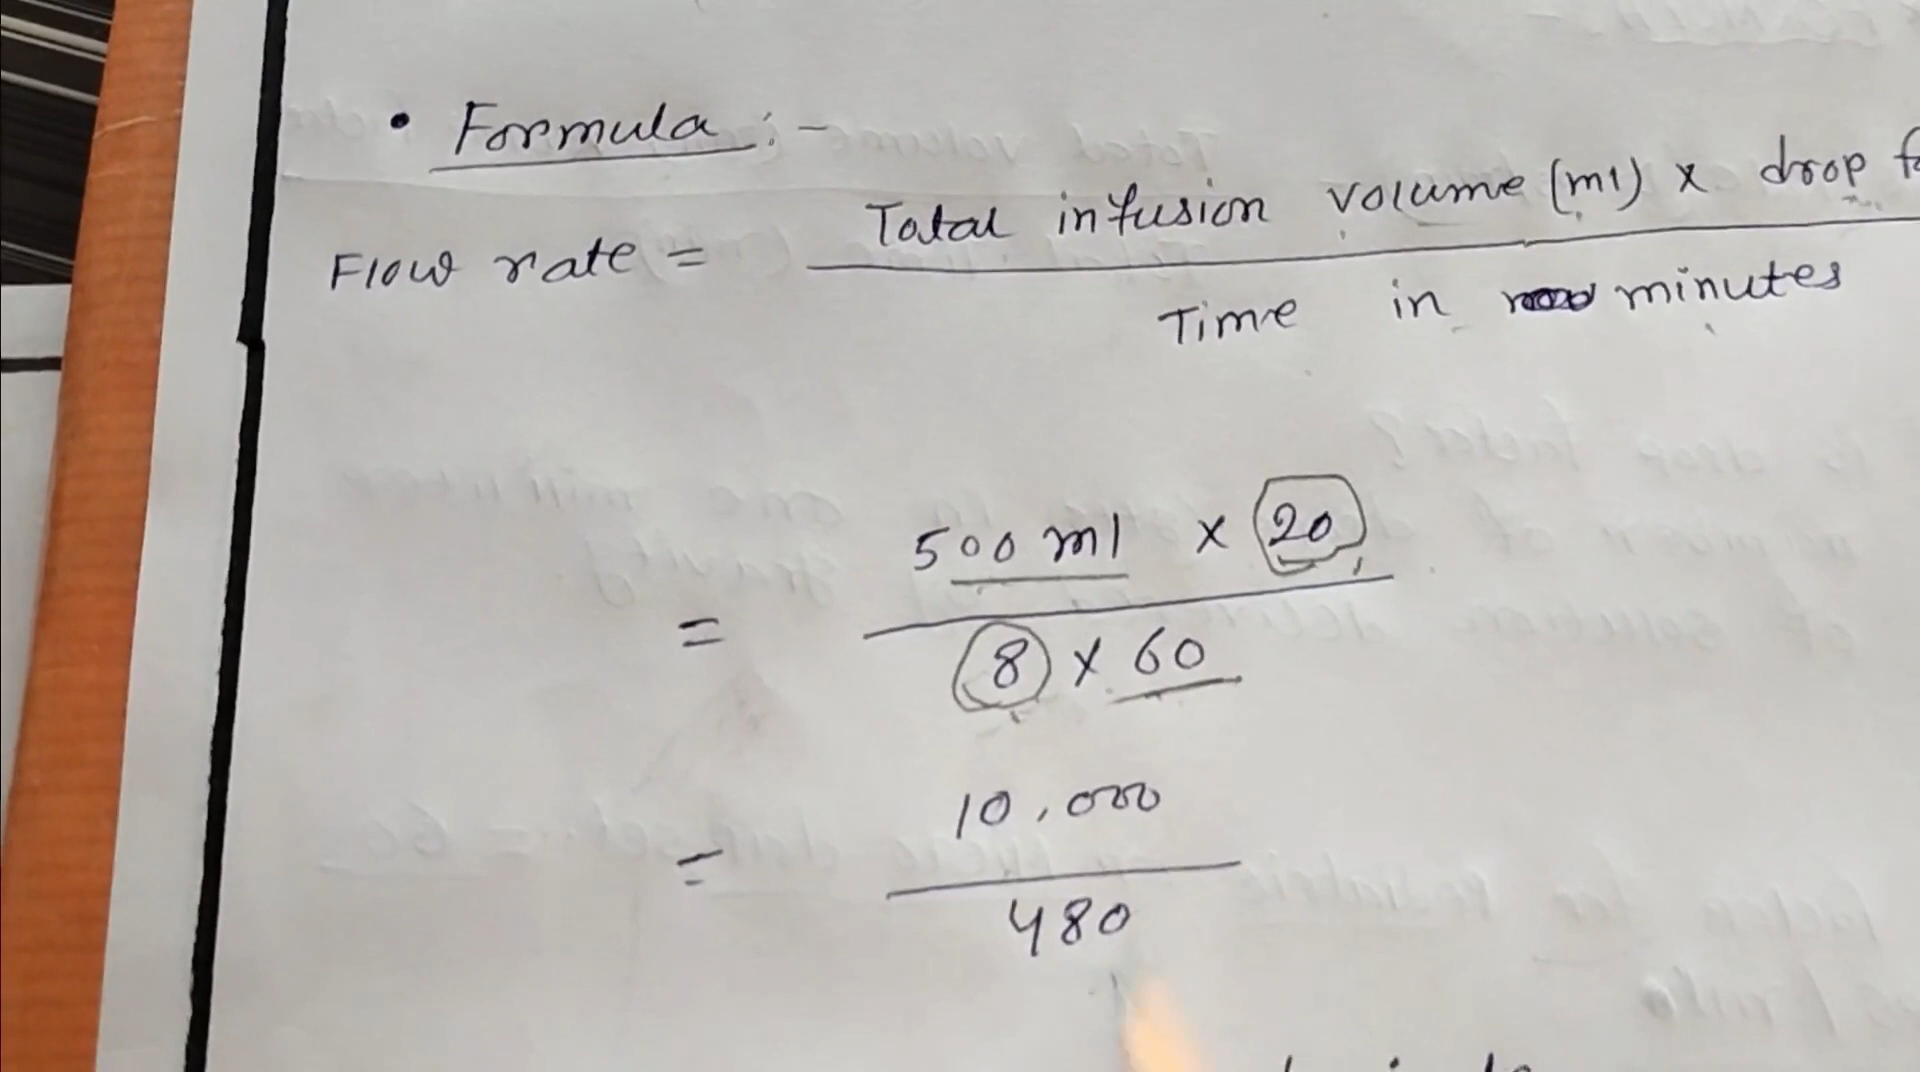 • Formula :-
Flow rate = Total infusion volume (ml) x drop
Time in minutes
= 500 ml x 20
8 x 60
= 10,000
480